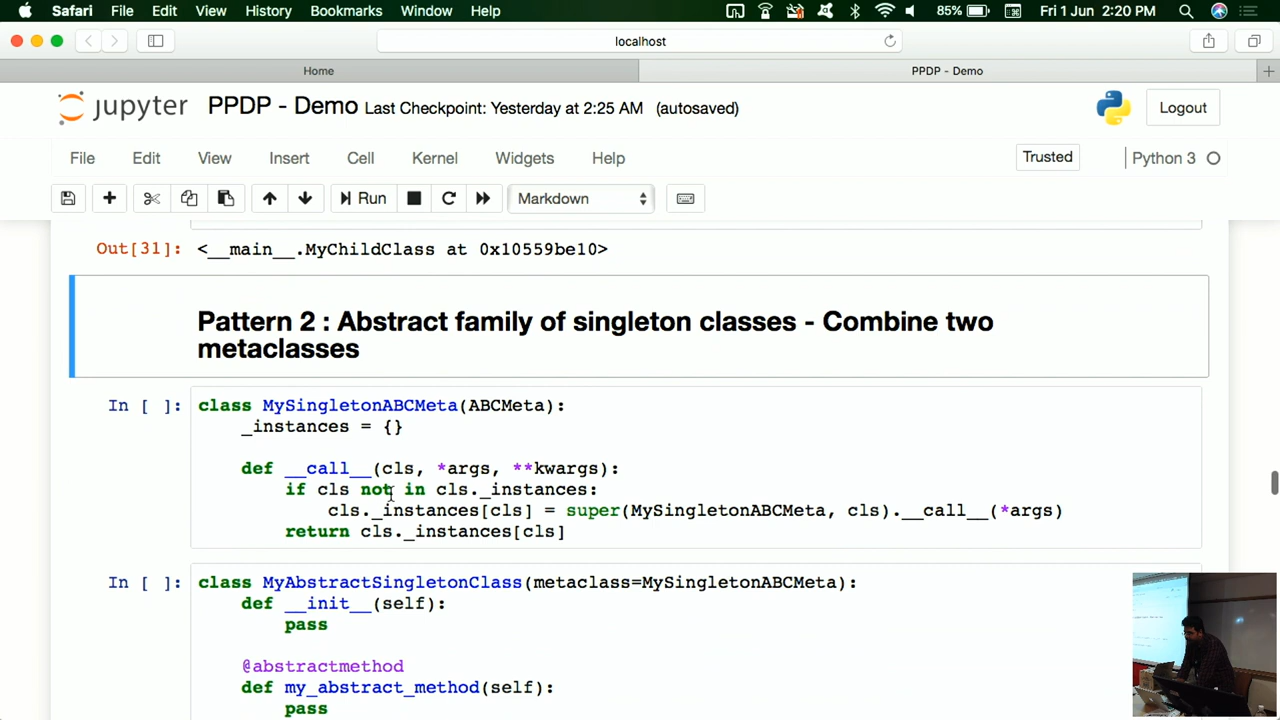 Safari File Edit View History Bookmarks Window Help 85% Fri 1 Jun 2:20 PM
localhost
Home PPDP - Demo
jupyter PPDP - Demo Last Checkpoint: Yesterday at 2:25 AM (autosaved) Logout
File Edit View Insert Cell Kernel Widgets Help Trusted Python 3
Run Markdown
Out[31]: <__main__.MyChildClass at 0x10559be10>
Pattern 2 : Abstract family of singleton classes - Combine two
metaclasses
In [ ]: class MySingletonABCMeta(ABCMeta):
_instances = {}
def __call__(cls, *args, **kwargs):
if cls not in cls._instances:
cls._instances[cls] = super(MySingletonABCMeta, cls).__call__(*args)
return cls._instances[cls]
In [ ]: class MyAbstractSingletonClass(metaclass=MySingletonABCMeta):
def __init__(self):
pass
@abstractmethod
def my_abstract_method(self):
pass